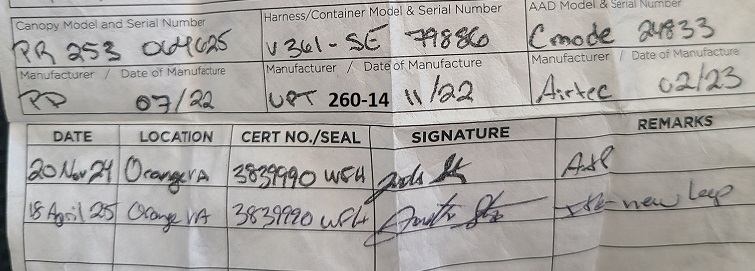 Canopy Model and Serial Number Harness/Container Model & Serial Number AAD Model & Serial Number
PR 253 064625 V361-SE 79886 Cmode 24833
Manufacturer / Date of Manufacture Manufacturer / Date of Manufacture Manufacturer / Date of Manufacture
PD 07/22 UPT 260-14 11/22 Airtec 02/23
DATE LOCATION CERT NO./SEAL SIGNATURE REMARKS
20 Nov 24 Orange VA 3839990 WFH A&P
18 April 25 Orange VA 3839990 WFH new loop